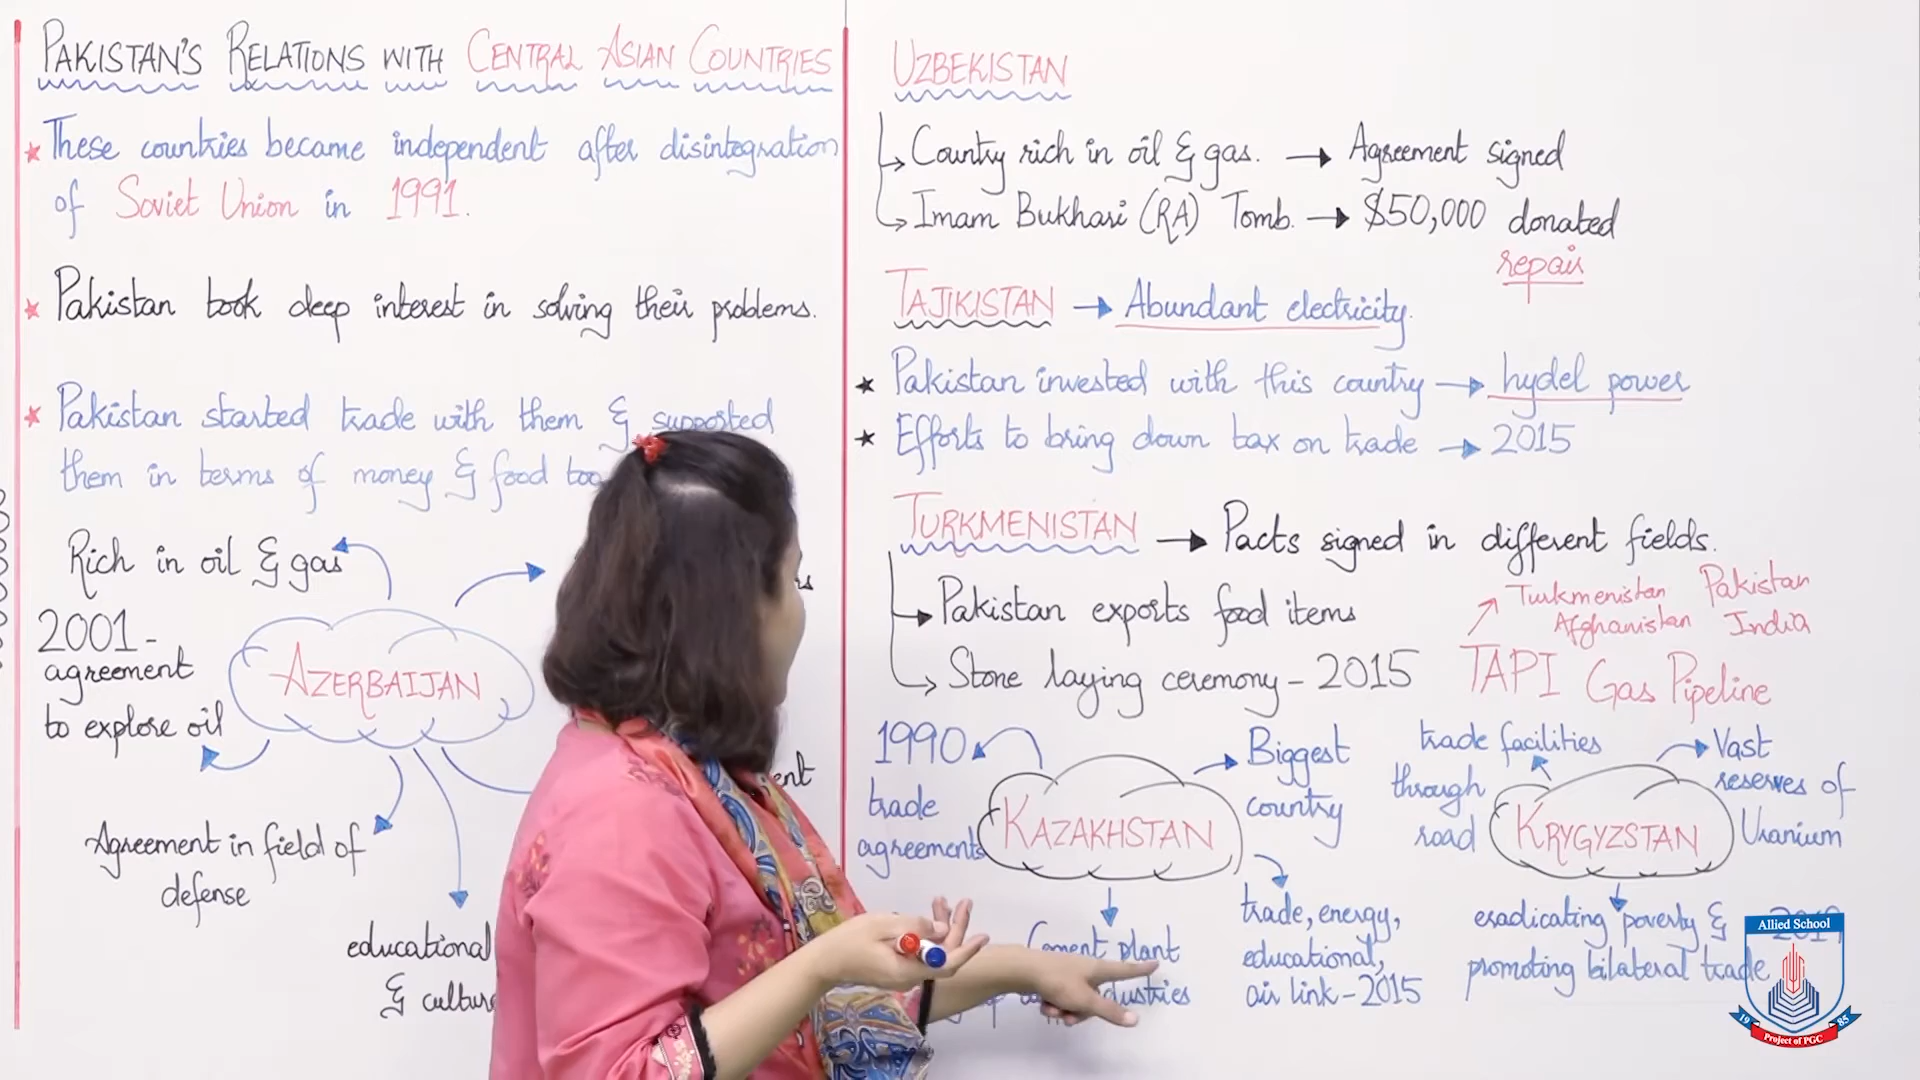 PAKISTAN'S RELATIONS WITH CENTRAL ASIAN COUNTRIES
These countries became independent after disintegration
of Soviet Union in 1991.
Pakistan took deep interest in solving their problems.
Pakistan started trade with them & supported
them in terms of money & food too
Rich in oil & gas
2001-
agreement
to explore oil
AZERBAIJAN
Agreement in field of
defense
educational
& culture
UZBEKISTAN
Country rich in oil & gas. → Agreement signed
Imam Bukhari (RA) Tomb. → $50,000 donated
repair
TAJIKISTAN → Abundant electricity.
Pakistan invested with this country → hydel power
Efforts to bring down tax on trade → 2015
TURKMENISTAN → Pacts signed in different fields.
Pakistan exports food items
Stone laying ceremony - 2015
Turkmenistan Pakistan
Afghanistan India
TAPI Gas Pipeline
1990
trade
agreements
KAZAKHSTAN
Biggest
country
Cement plant
trade, energy,
educational,
air link - 2015
trade facilities
through
road
KRYGYZSTAN
Vast
reserves of
Uranium
eradicating poverty &
promoting bilateral trade
Allied School
19 85
Project of PGC